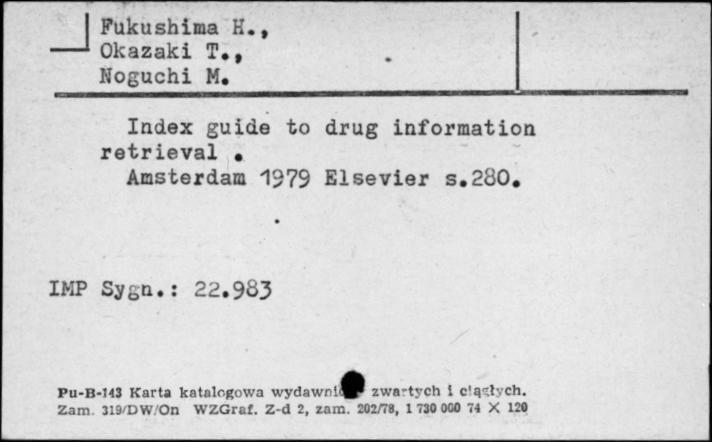 Fukushima H.,
Okazaki T.,
Noguchi M.
Index guide to drug information
retrieval .
Amsterdam 1979 Elsevier s.280.
IMP Sygn.: 22.983
Pu-B-143 Karta katalogowa zwartych i ciągłych.
Zam. 319/DW/On WZGraf. Z-d 2, zam. 202/78, 1 730 000 74 X 120